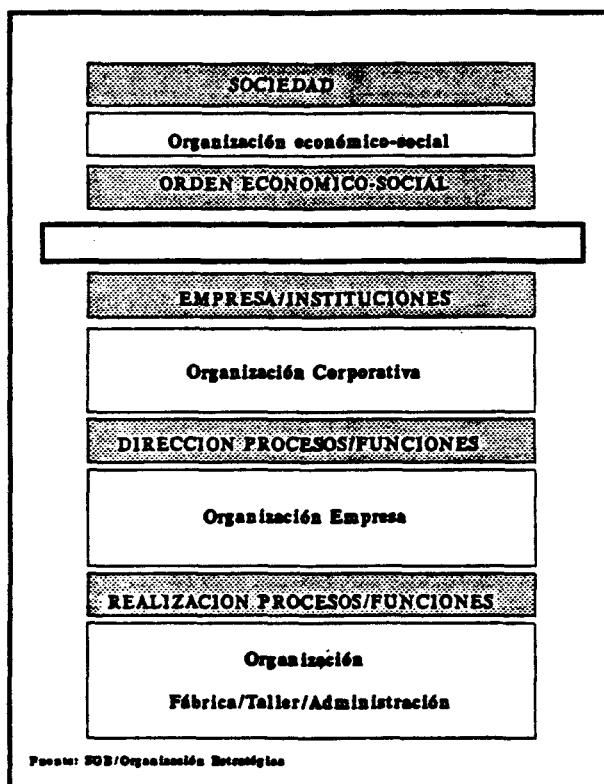 SOCIEDAD
Organización económico-social
ORDEN ECONOMICO-SOCIAL
EMPRESA/INSTITUCIONES
Organización Corporativa
DIRECCION PROCESOS/FUNCIONES
Organización Empresa
REALIZACION PROCESOS/FUNCIONES
Organización
Fábrica/Taller/Administración
Fuente: SGB/Organización Estratégica